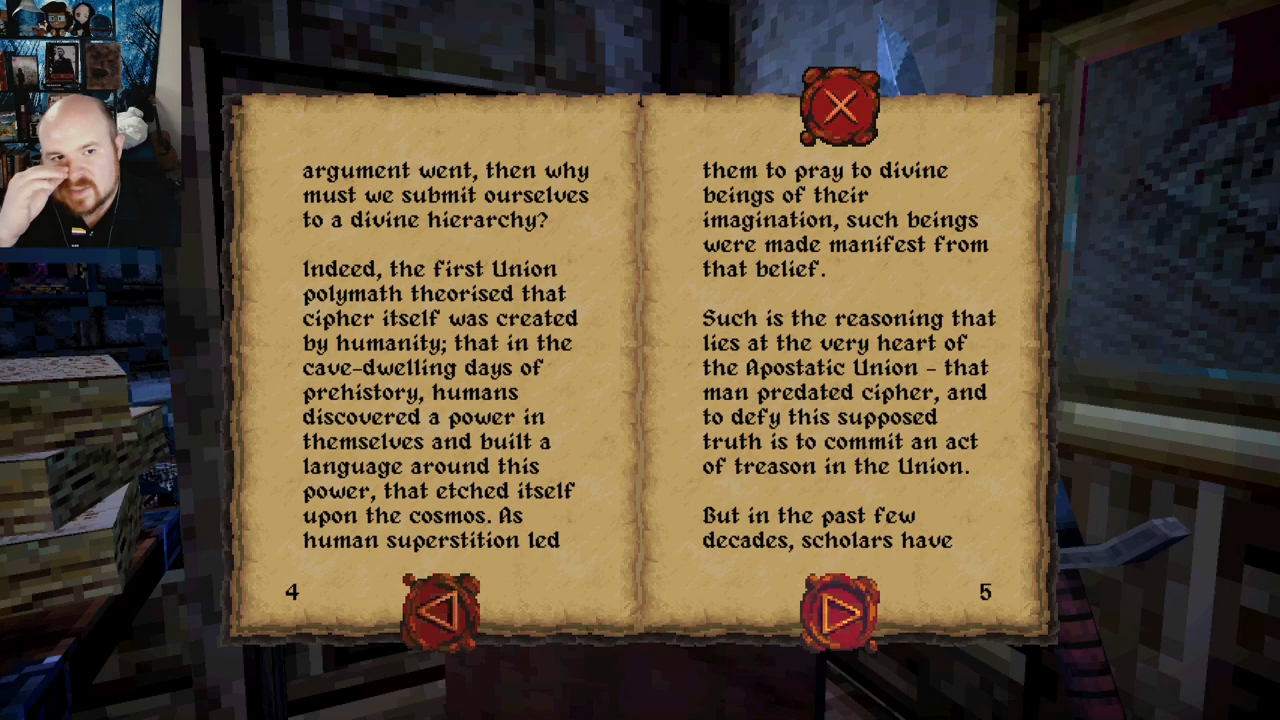 argument went, then why
must we submit ourselves
to a divine hierarchy?
Indeed, the first Union
polymath theorised that
cipher itself was created
by humanity; that in the
cave-dwelling days of
prehistory, humans
discovered a power in
themselves and built a
language around this
power, that etched itself
upon the cosmos. As
human superstition led
4
them to pray to divine
beings of their
imagination, such beings
were made manifest from
that belief.
Such is the reasoning that
lies at the very heart of
the Apostatic Union - that
man predated cipher, and
to defy this supposed
truth is to commit an act
of treason in the Union.
But in the past few
decades, scholars have
5